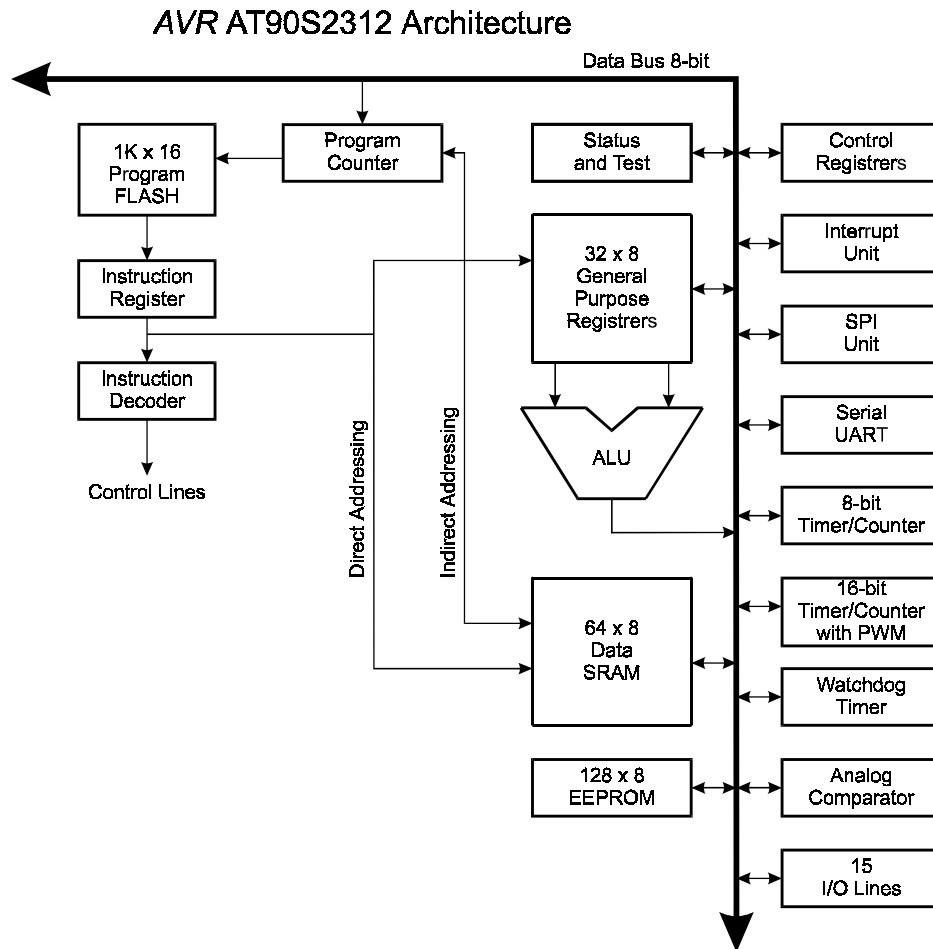 AVR AT90S2312 Architecture
Data Bus 8-bit
1K x 16
Program
FLASH
Program
Counter
Status
and Test
Control
Registrers
Instruction
Register
32 x 8
General
Purpose
Registrers
Interrupt
Unit
SPI
Unit
Instruction
Decoder
Control Lines
Direct Addressing
Indirect Addressing
ALU
Serial
UART
8-bit
Timer/Counter
64 x 8
Data
SRAM
16-bit
Timer/Counter
with PWM
Watchdog
Timer
128 x 8
EEPROM
Analog
Comparator
15
I/O Lines